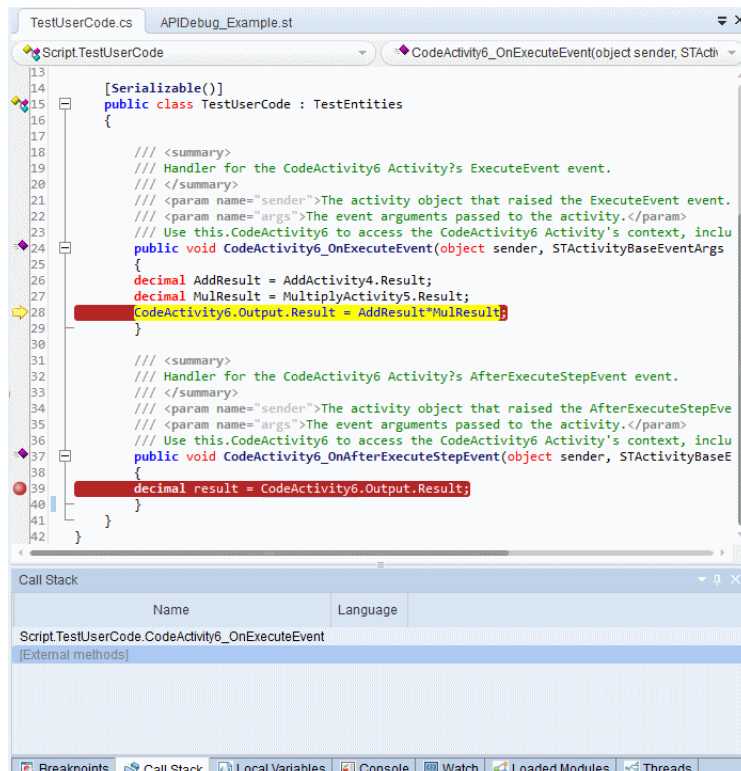 TestUserCode.cs APIDebug_Example.st
Script.TestUserCode CodeActivity6_OnExecuteEvent(object sender, STActiv
13
14 [Serializable()]
15 public class TestUserCode : TestEntities
16 {
17
18 /// <summary>
19 /// Handler for the CodeActivity6 Activity?s ExecuteEvent event.
20 /// </summary>
21 /// <param name="sender">The activity object that raised the ExecuteEvent event.
22 /// <param name="args">The event arguments passed to the activity.</param>
23 /// Use this.CodeActivity6 to access the CodeActivity6 Activity's context, inclu
24 public void CodeActivity6_OnExecuteEvent(object sender, STActivityBaseEventArgs
25 {
26 decimal AddResult = AddActivity4.Result;
27 decimal MulResult = MultiplyActivity5.Result;
28 CodeActivity6.Output.Result = AddResult*MulResult;
29 }
30
31 /// <summary>
32 /// Handler for the CodeActivity6 Activity?s AfterExecuteStepEvent event.
33 /// </summary>
34 /// <param name="sender">The activity object that raised the AfterExecuteStepEve
35 /// <param name="args">The event arguments passed to the activity.</param>
36 /// Use this.CodeActivity6 to access the CodeActivity6 Activity's context, inclu
37 public void CodeActivity6_OnAfterExecuteStepEvent(object sender, STActivityBaseE
38 {
39 decimal result = CodeActivity6.Output.Result;
40 }
41 }
42 }
Call Stack
Name Language
Script.TestUserCode.CodeActivity6_OnExecuteEvent
[External methods]
Breakpoints Call Stack Local Variables Console Watch Loaded Modules Threads